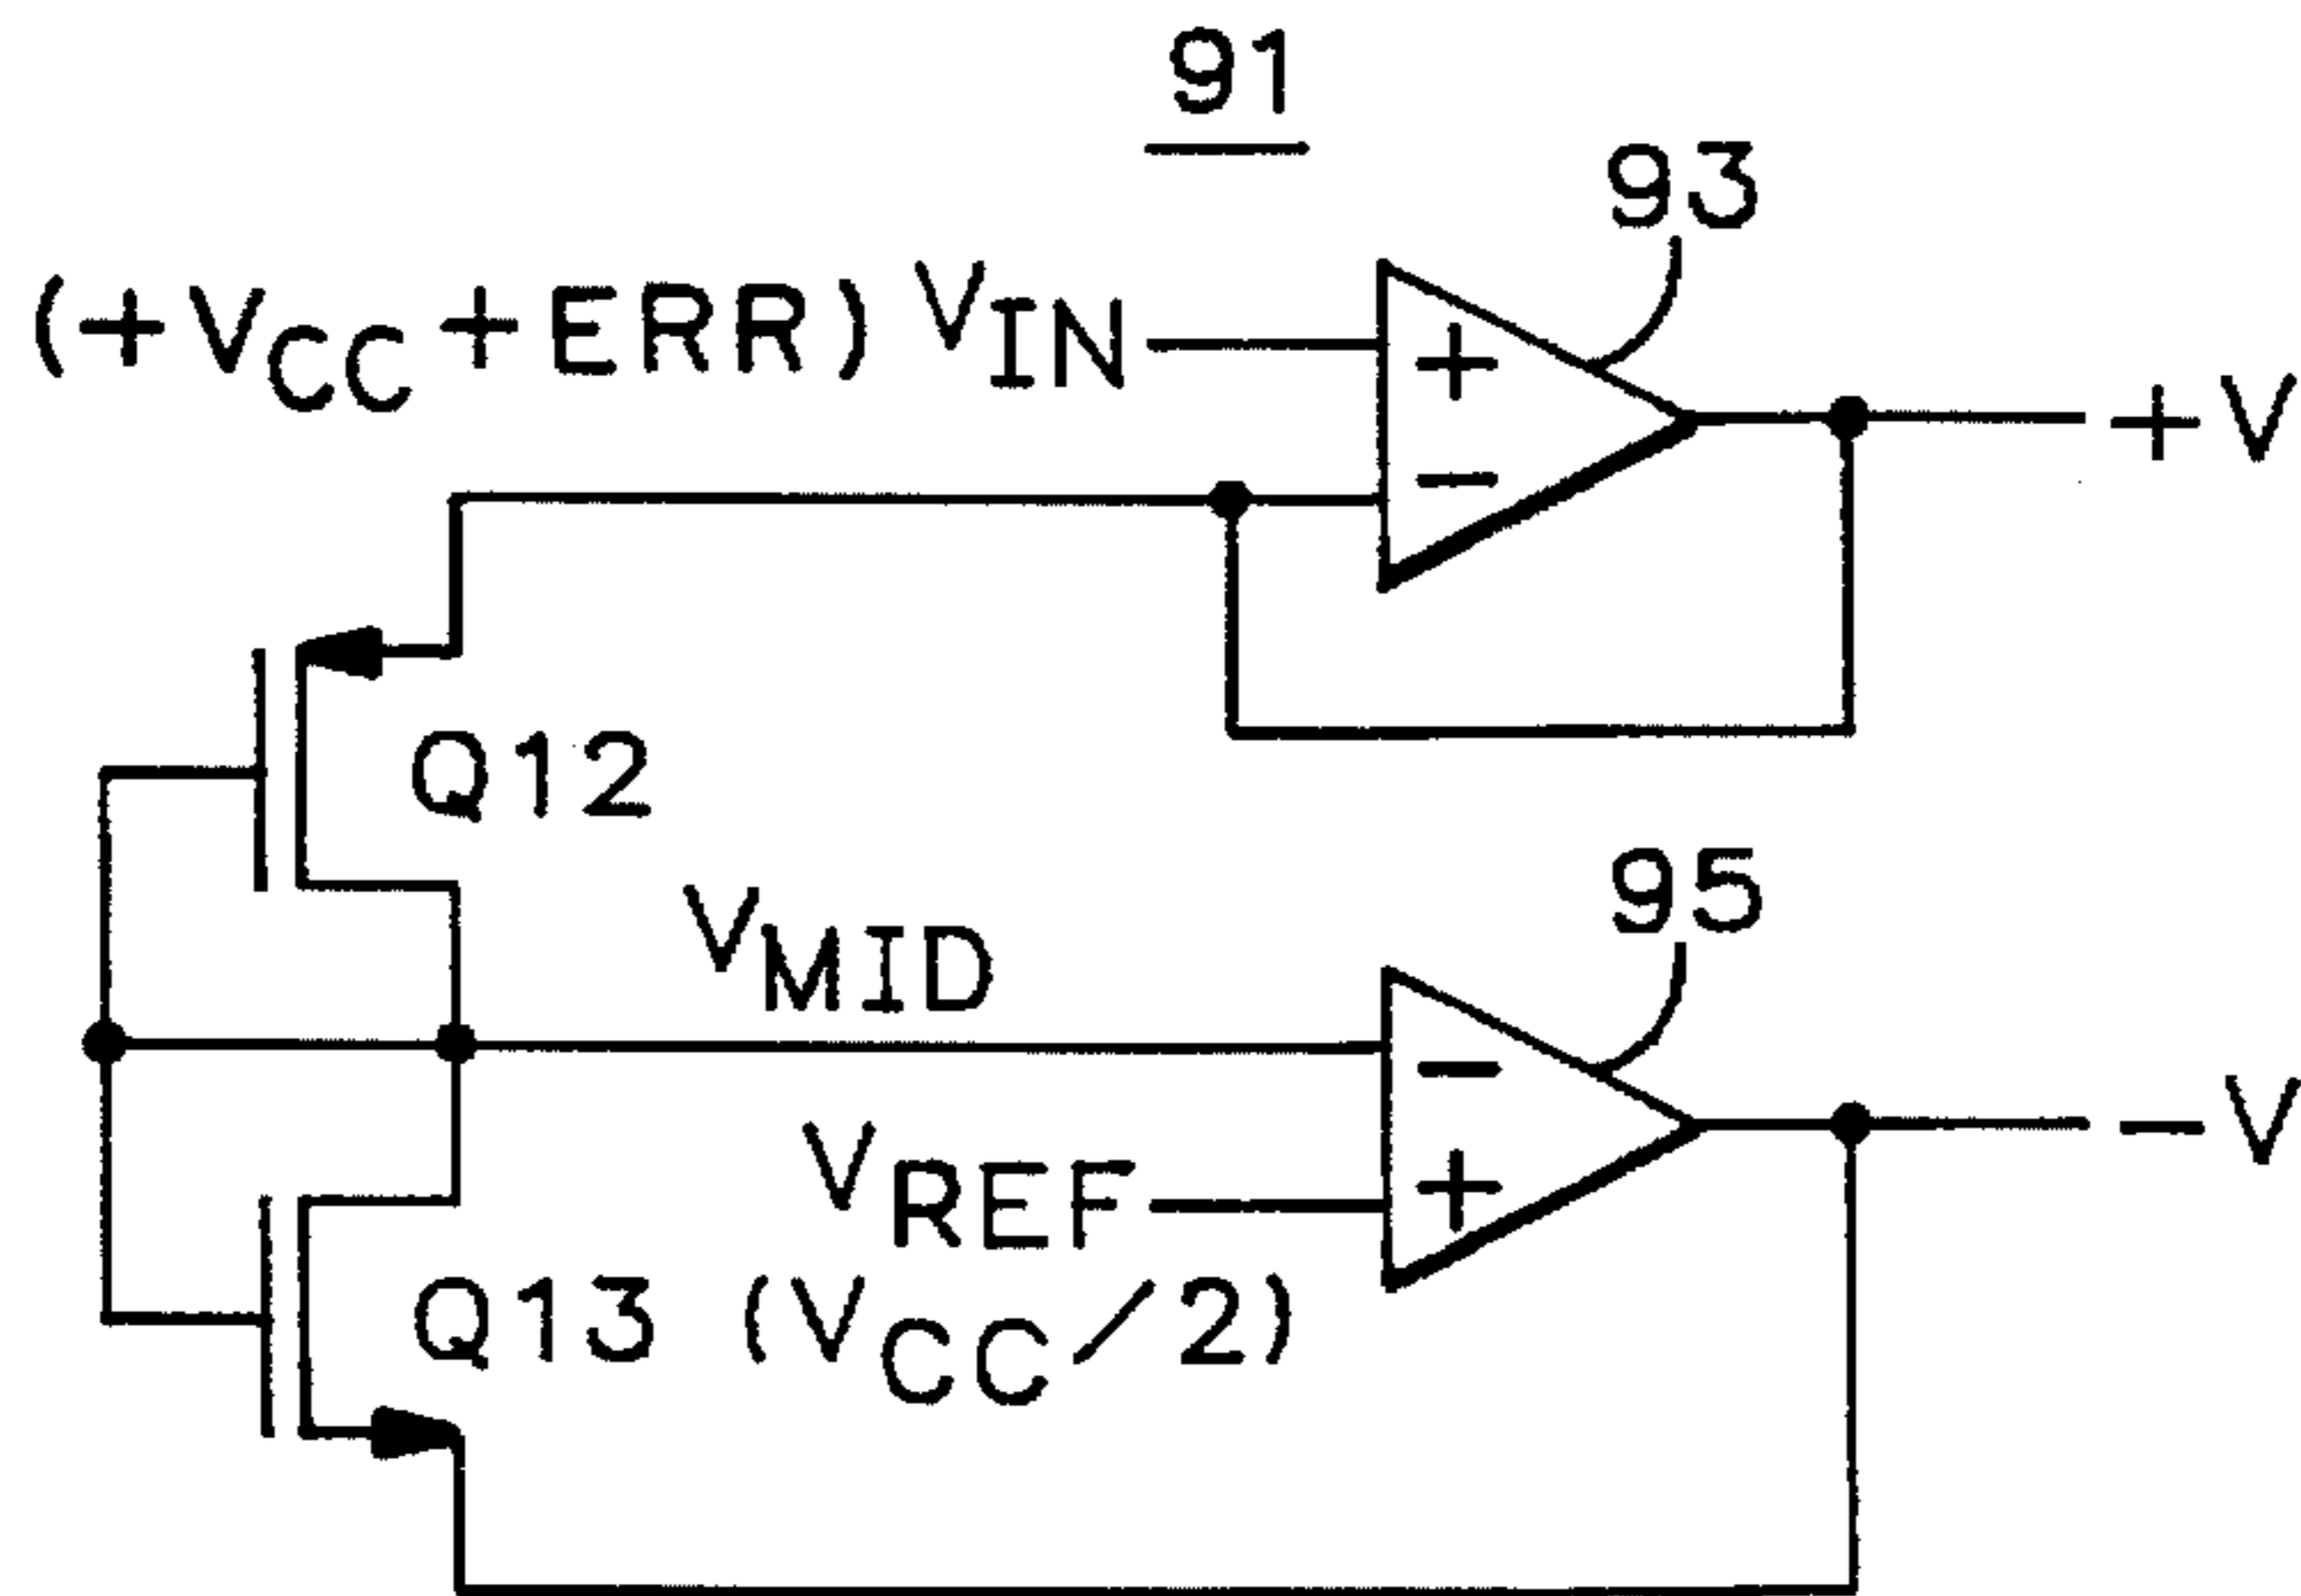 91
93
(+VCC+ERR) VIN
+V
Q12
VMID
95
-V
VREF
Q13 (VCC/2)